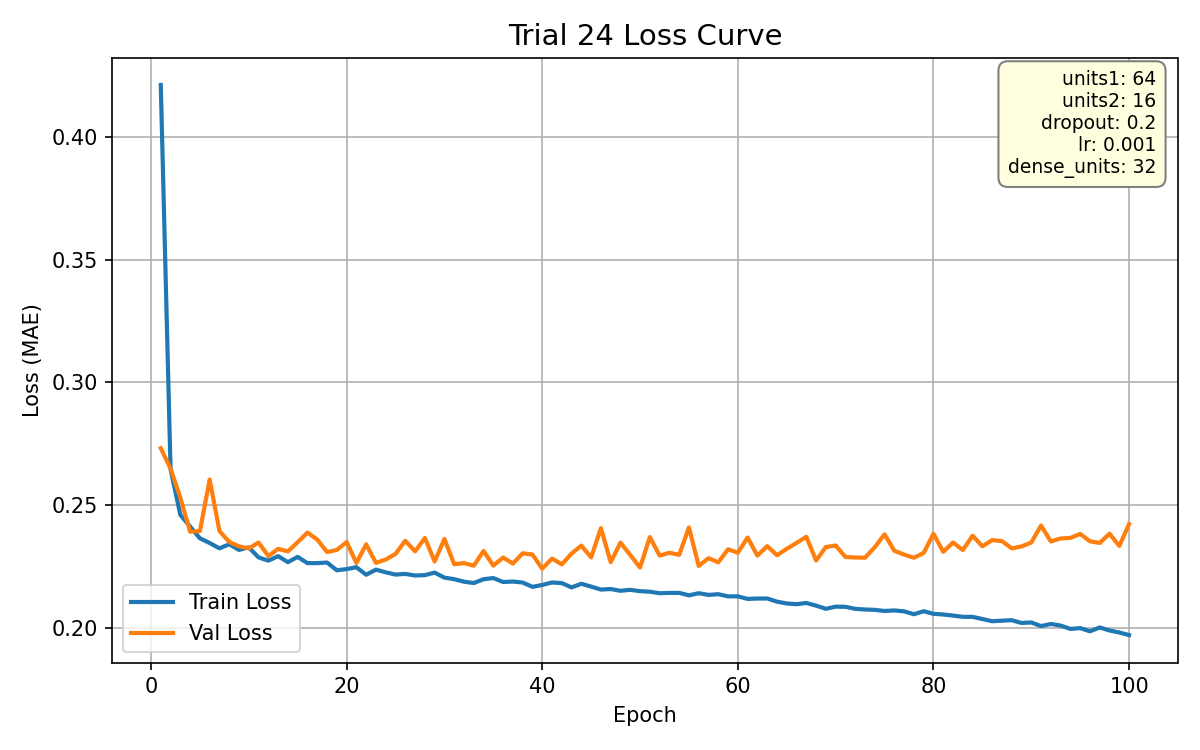 Trial 24 Loss Curve
units1: 64
units2: 16
dropout: 0.2
lr: 0.001
dense_units: 32
Loss (MAE)
0.40
0.35
0.30
0.25
0.20
Train Loss
Val Loss
0 20 40 60 80 100
Epoch